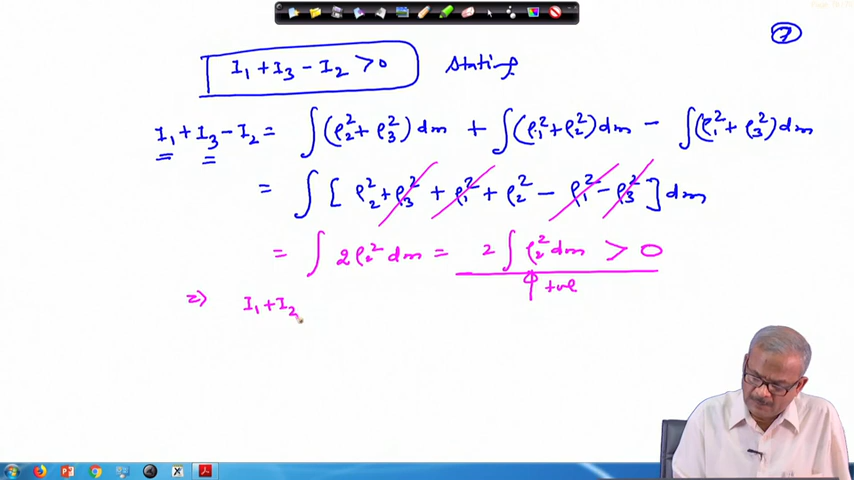 ⑦
I₁ + I₃ − I₂ > 0
I₁ + I₃ − I₂ = ∫(ρ₂² + ρ₃²) dm + ∫(ρ₁² + ρ₂²) dm − ∫(ρ₁² + ρ₃²) dm
= ∫ [ ρ₂² + ρ₃² + ρ₁² + ρ₂² − ρ₁² − ρ₃² ] dm
= ∫ 2ρ₂² dm = 2 ∫ ρ₂² dm > 0
+ve
⇒ I₁ + I₂